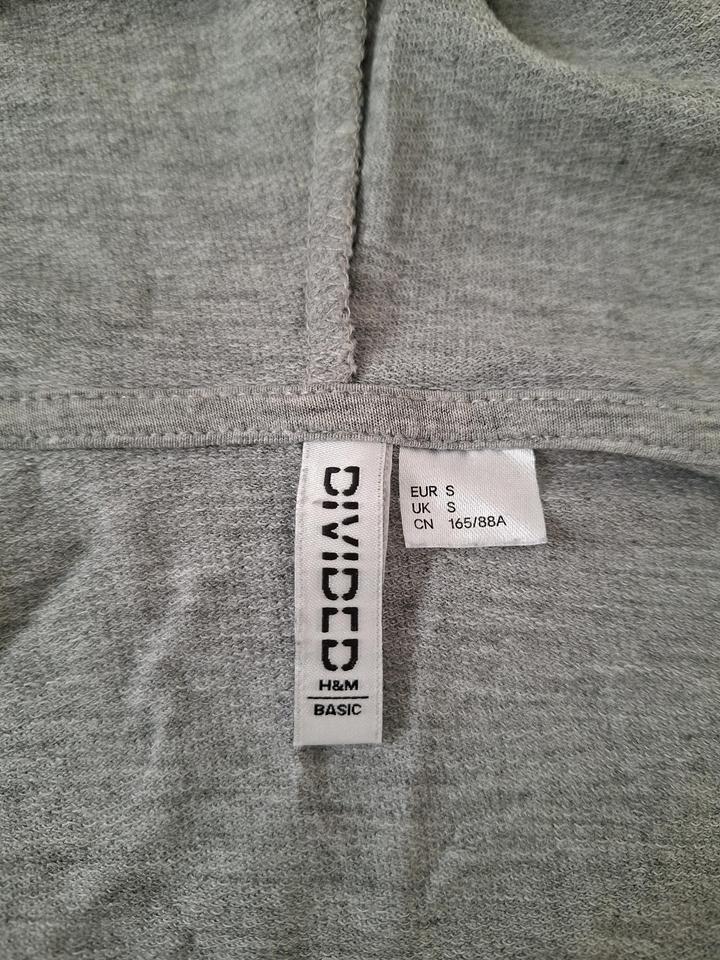 DIVIDED
H&M
BASIC
EUR S
UK S
CN 165/88A